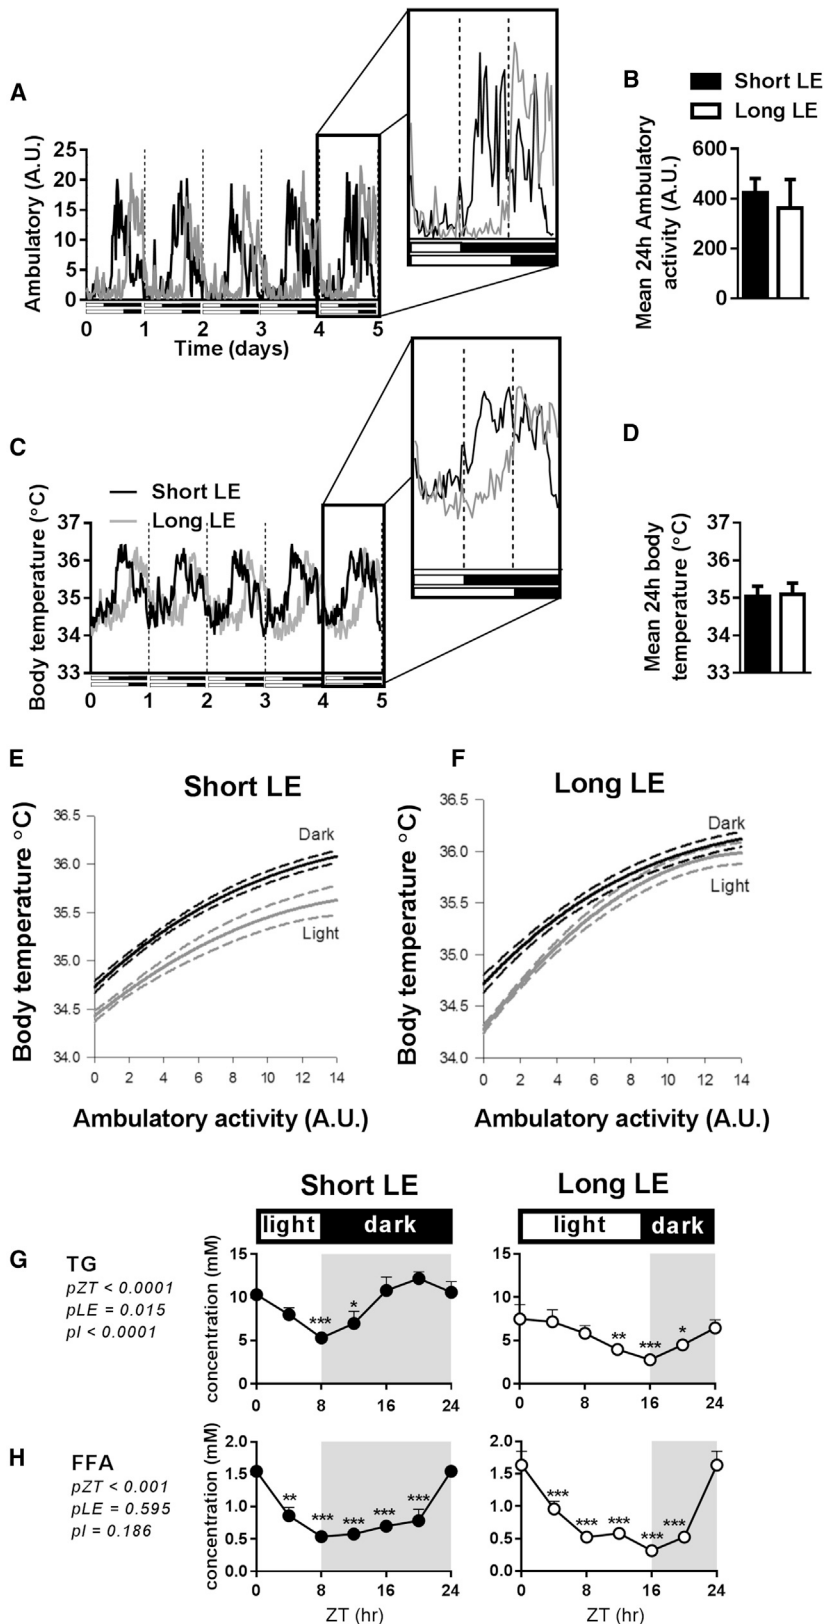 A
Ambulatory (A.U.)
25
20
15
10
5
0
0 1 2 3 4 5
Time (days)
B
Short LE
Long LE
Mean 24h Ambulatory
activity (A.U.)
600
400
200
0
C
Short LE
Long LE
Body temperature (°C)
37
36
35
34
33
0 1 2 3 4 5
D
Mean 24h body
temperature (°C)
37
36
35
34
33
E
Short LE
Body temperature °C)
36.5
36.0
35.5
35.0
34.5
34.0
Dark
Light
0 2 4 6 8 10 12 14
Ambulatory activity (A.U.)
F
Long LE
Body temperature °C)
36.5
36.0
35.5
35.0
34.5
34.0
Dark
Light
0 2 4 6 8 10 12 14
Ambulatory activity (A.U.)
Short LE
Long LE
light dark
light dark
G
TG
pZT < 0.0001
pLE = 0.015
pI < 0.0001
concentration (mM)
15
10
5
0
*** *
0 8 16 24
15
10
5
0
** *** *
0 8 16 24
H
FFA
pZT < 0.001
pLE = 0.595
pI = 0.186
concentration (mM)
2.0
1.5
1.0
0.5
0.0
** *** *** *** ***
0 8 16 24
ZT (hr)
2.0
1.5
1.0
0.5
0.0
*** *** *** *** ***
0 8 16 24
ZT (hr)